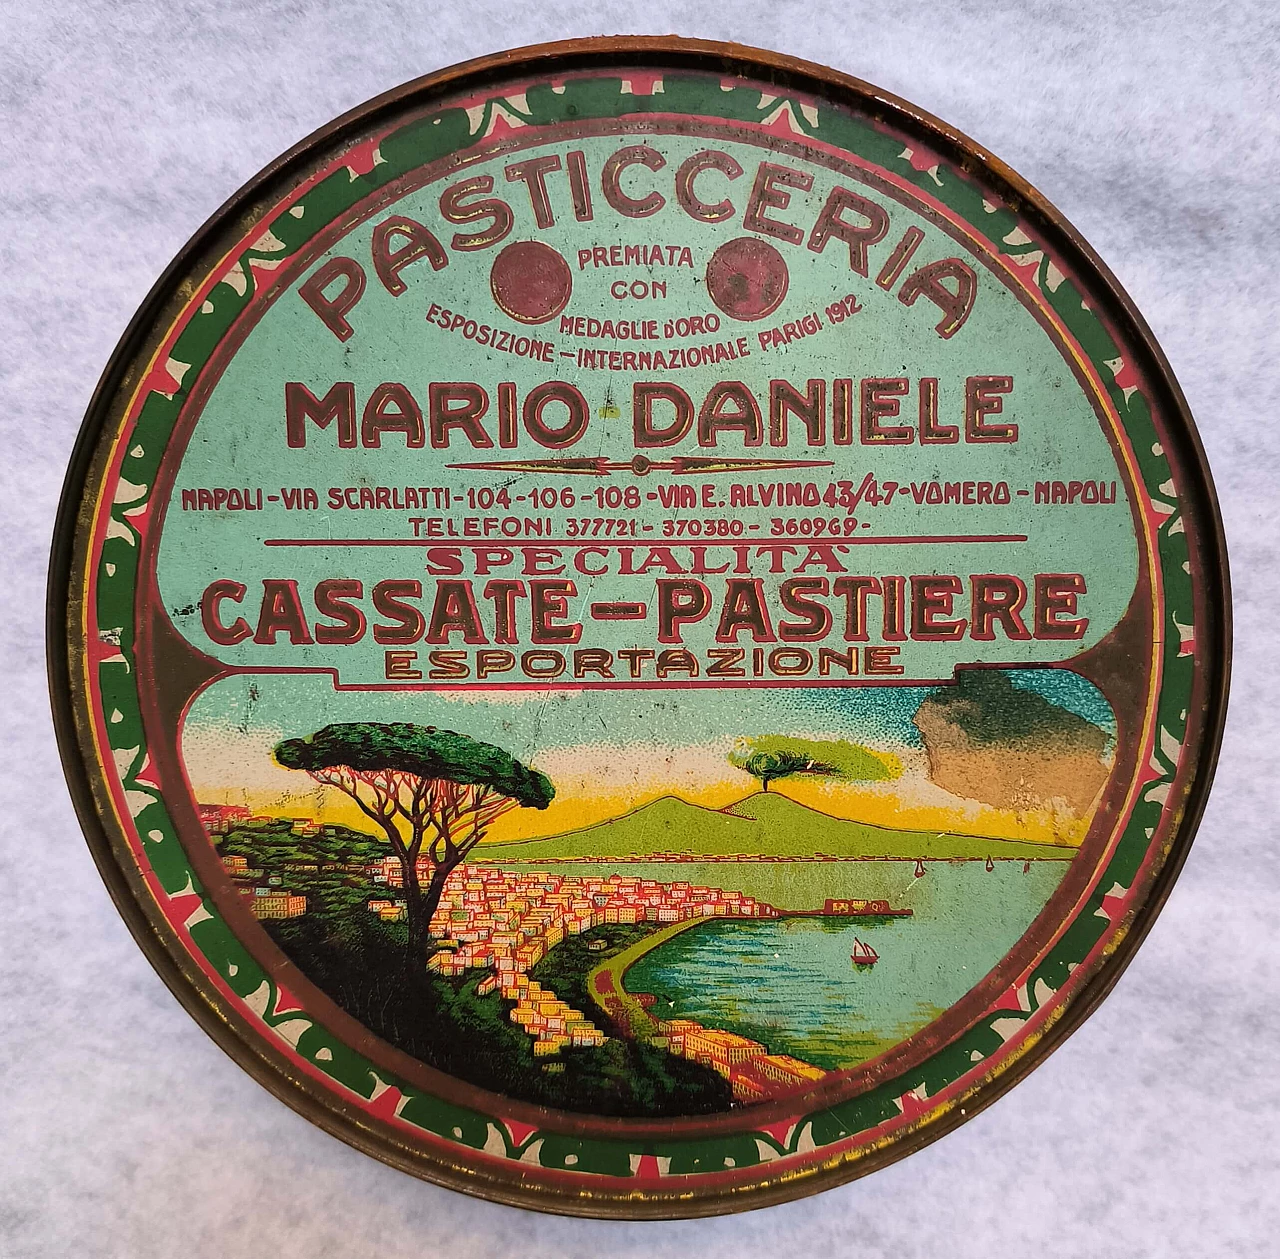 PASTICCERIA
PREMIATA
CON
MEDAGLIE D'ORO
ESPOSIZIONE - INTERNAZIONALE PARIGI 1912
MARIO DANIELE
NAPOLI - VIA SCARLATTI - 104 - 106 - 108 - VIA E. ALVINO 43/47 - VOMERO - NAPOLI
TELEFONI 377721 - 370380 - 360969 -
SPECIALITA'
CASSATE - PASTIERE
ESPORTAZIONE